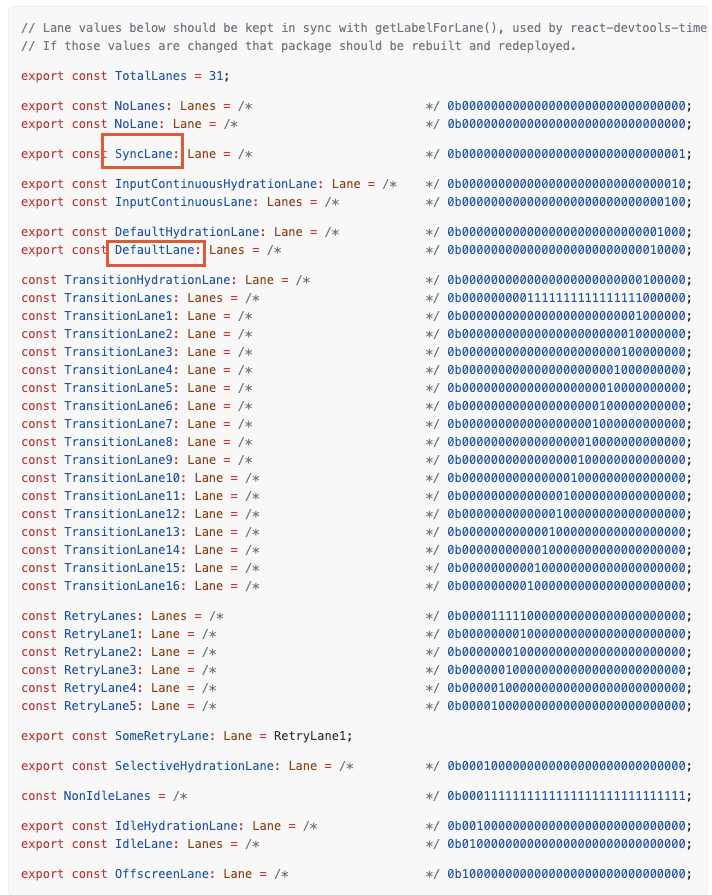 // Lane values below should be kept in sync with getLabelForLane(), used by react-devtools-time
// If those values are changed that package should be rebuilt and redeployed.
export const TotalLanes = 31;
export const NoLanes: Lanes = /* */ 0b0000000000000000000000000000000;
export const NoLane: Lane = /* */ 0b0000000000000000000000000000000;
export const SyncLane: Lane = /* */ 0b0000000000000000000000000000001;
export const InputContinuousHydrationLane: Lane = /* */ 0b0000000000000000000000000000010;
export const InputContinuousLane: Lanes = /* */ 0b0000000000000000000000000000100;
export const DefaultHydrationLane: Lane = /* */ 0b0000000000000000000000000001000;
export const DefaultLane: Lanes = /* */ 0b0000000000000000000000000010000;
const TransitionHydrationLane: Lane = /* */ 0b0000000000000000000000000100000;
const TransitionLanes: Lanes = /* */ 0b0000000001111111111111111000000;
const TransitionLane1: Lane = /* */ 0b0000000000000000000000001000000;
const TransitionLane2: Lane = /* */ 0b0000000000000000000000010000000;
const TransitionLane3: Lane = /* */ 0b0000000000000000000000100000000;
const TransitionLane4: Lane = /* */ 0b0000000000000000000001000000000;
const TransitionLane5: Lane = /* */ 0b0000000000000000000010000000000;
const TransitionLane6: Lane = /* */ 0b0000000000000000000100000000000;
const TransitionLane7: Lane = /* */ 0b0000000000000000001000000000000;
const TransitionLane8: Lane = /* */ 0b0000000000000000010000000000000;
const TransitionLane9: Lane = /* */ 0b0000000000000000100000000000000;
const TransitionLane10: Lane = /* */ 0b0000000000000001000000000000000;
const TransitionLane11: Lane = /* */ 0b0000000000000010000000000000000;
const TransitionLane12: Lane = /* */ 0b0000000000000100000000000000000;
const TransitionLane13: Lane = /* */ 0b0000000000001000000000000000000;
const TransitionLane14: Lane = /* */ 0b0000000000010000000000000000000;
const TransitionLane15: Lane = /* */ 0b0000000000100000000000000000000;
const TransitionLane16: Lane = /* */ 0b0000000001000000000000000000000;
const RetryLanes: Lanes = /* */ 0b0000111110000000000000000000000;
const RetryLane1: Lane = /* */ 0b0000000010000000000000000000000;
const RetryLane2: Lane = /* */ 0b0000000100000000000000000000000;
const RetryLane3: Lane = /* */ 0b0000001000000000000000000000000;
const RetryLane4: Lane = /* */ 0b0000010000000000000000000000000;
const RetryLane5: Lane = /* */ 0b0000100000000000000000000000000;
export const SomeRetryLane: Lane = RetryLane1;
export const SelectiveHydrationLane: Lane = /* */ 0b0001000000000000000000000000000;
const NonIdleLanes = /* */ 0b0001111111111111111111111111111;
export const IdleHydrationLane: Lane = /* */ 0b0010000000000000000000000000000;
export const IdleLane: Lanes = /* */ 0b0100000000000000000000000000000;
export const OffscreenLane: Lane = /* */ 0b1000000000000000000000000000000;